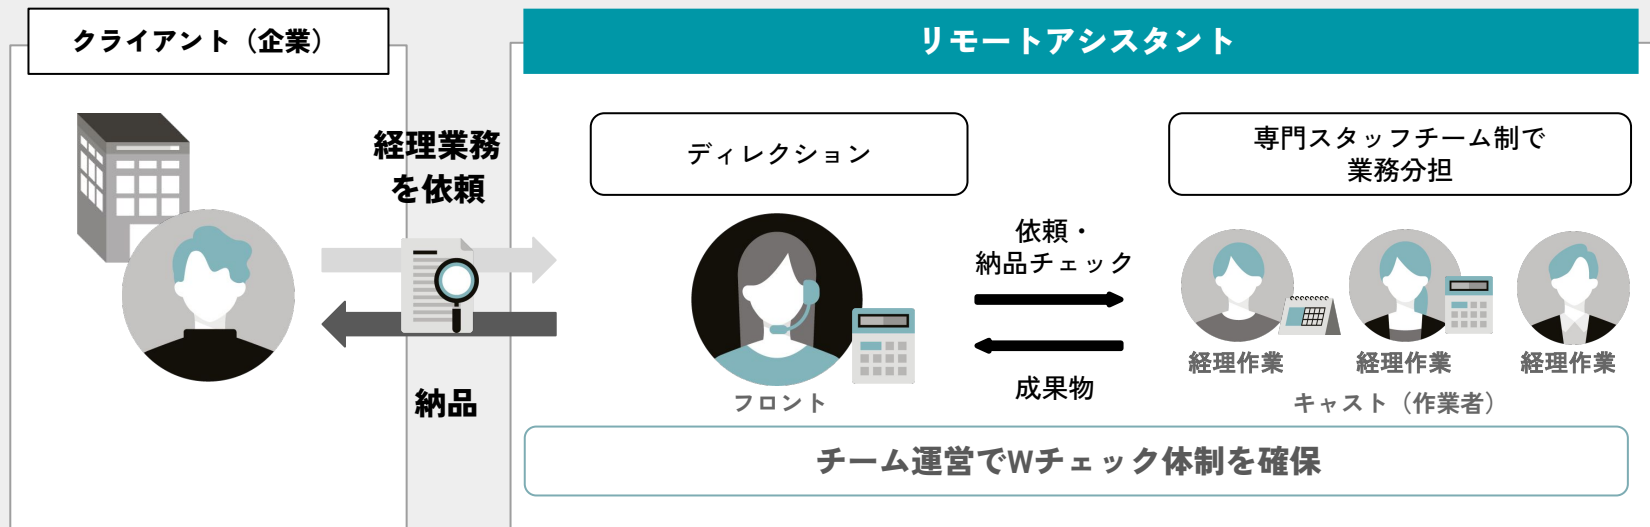 クライアント（企業）
リモートアシスタント
経理業務
を依頼
納品
ディレクション
フロント
依頼・
納品チェック
成果物
専門スタッフチーム制で
業務分担
経理作業
経理作業
経理作業
キャスト（作業者）
チーム運営でWチェック体制を確保